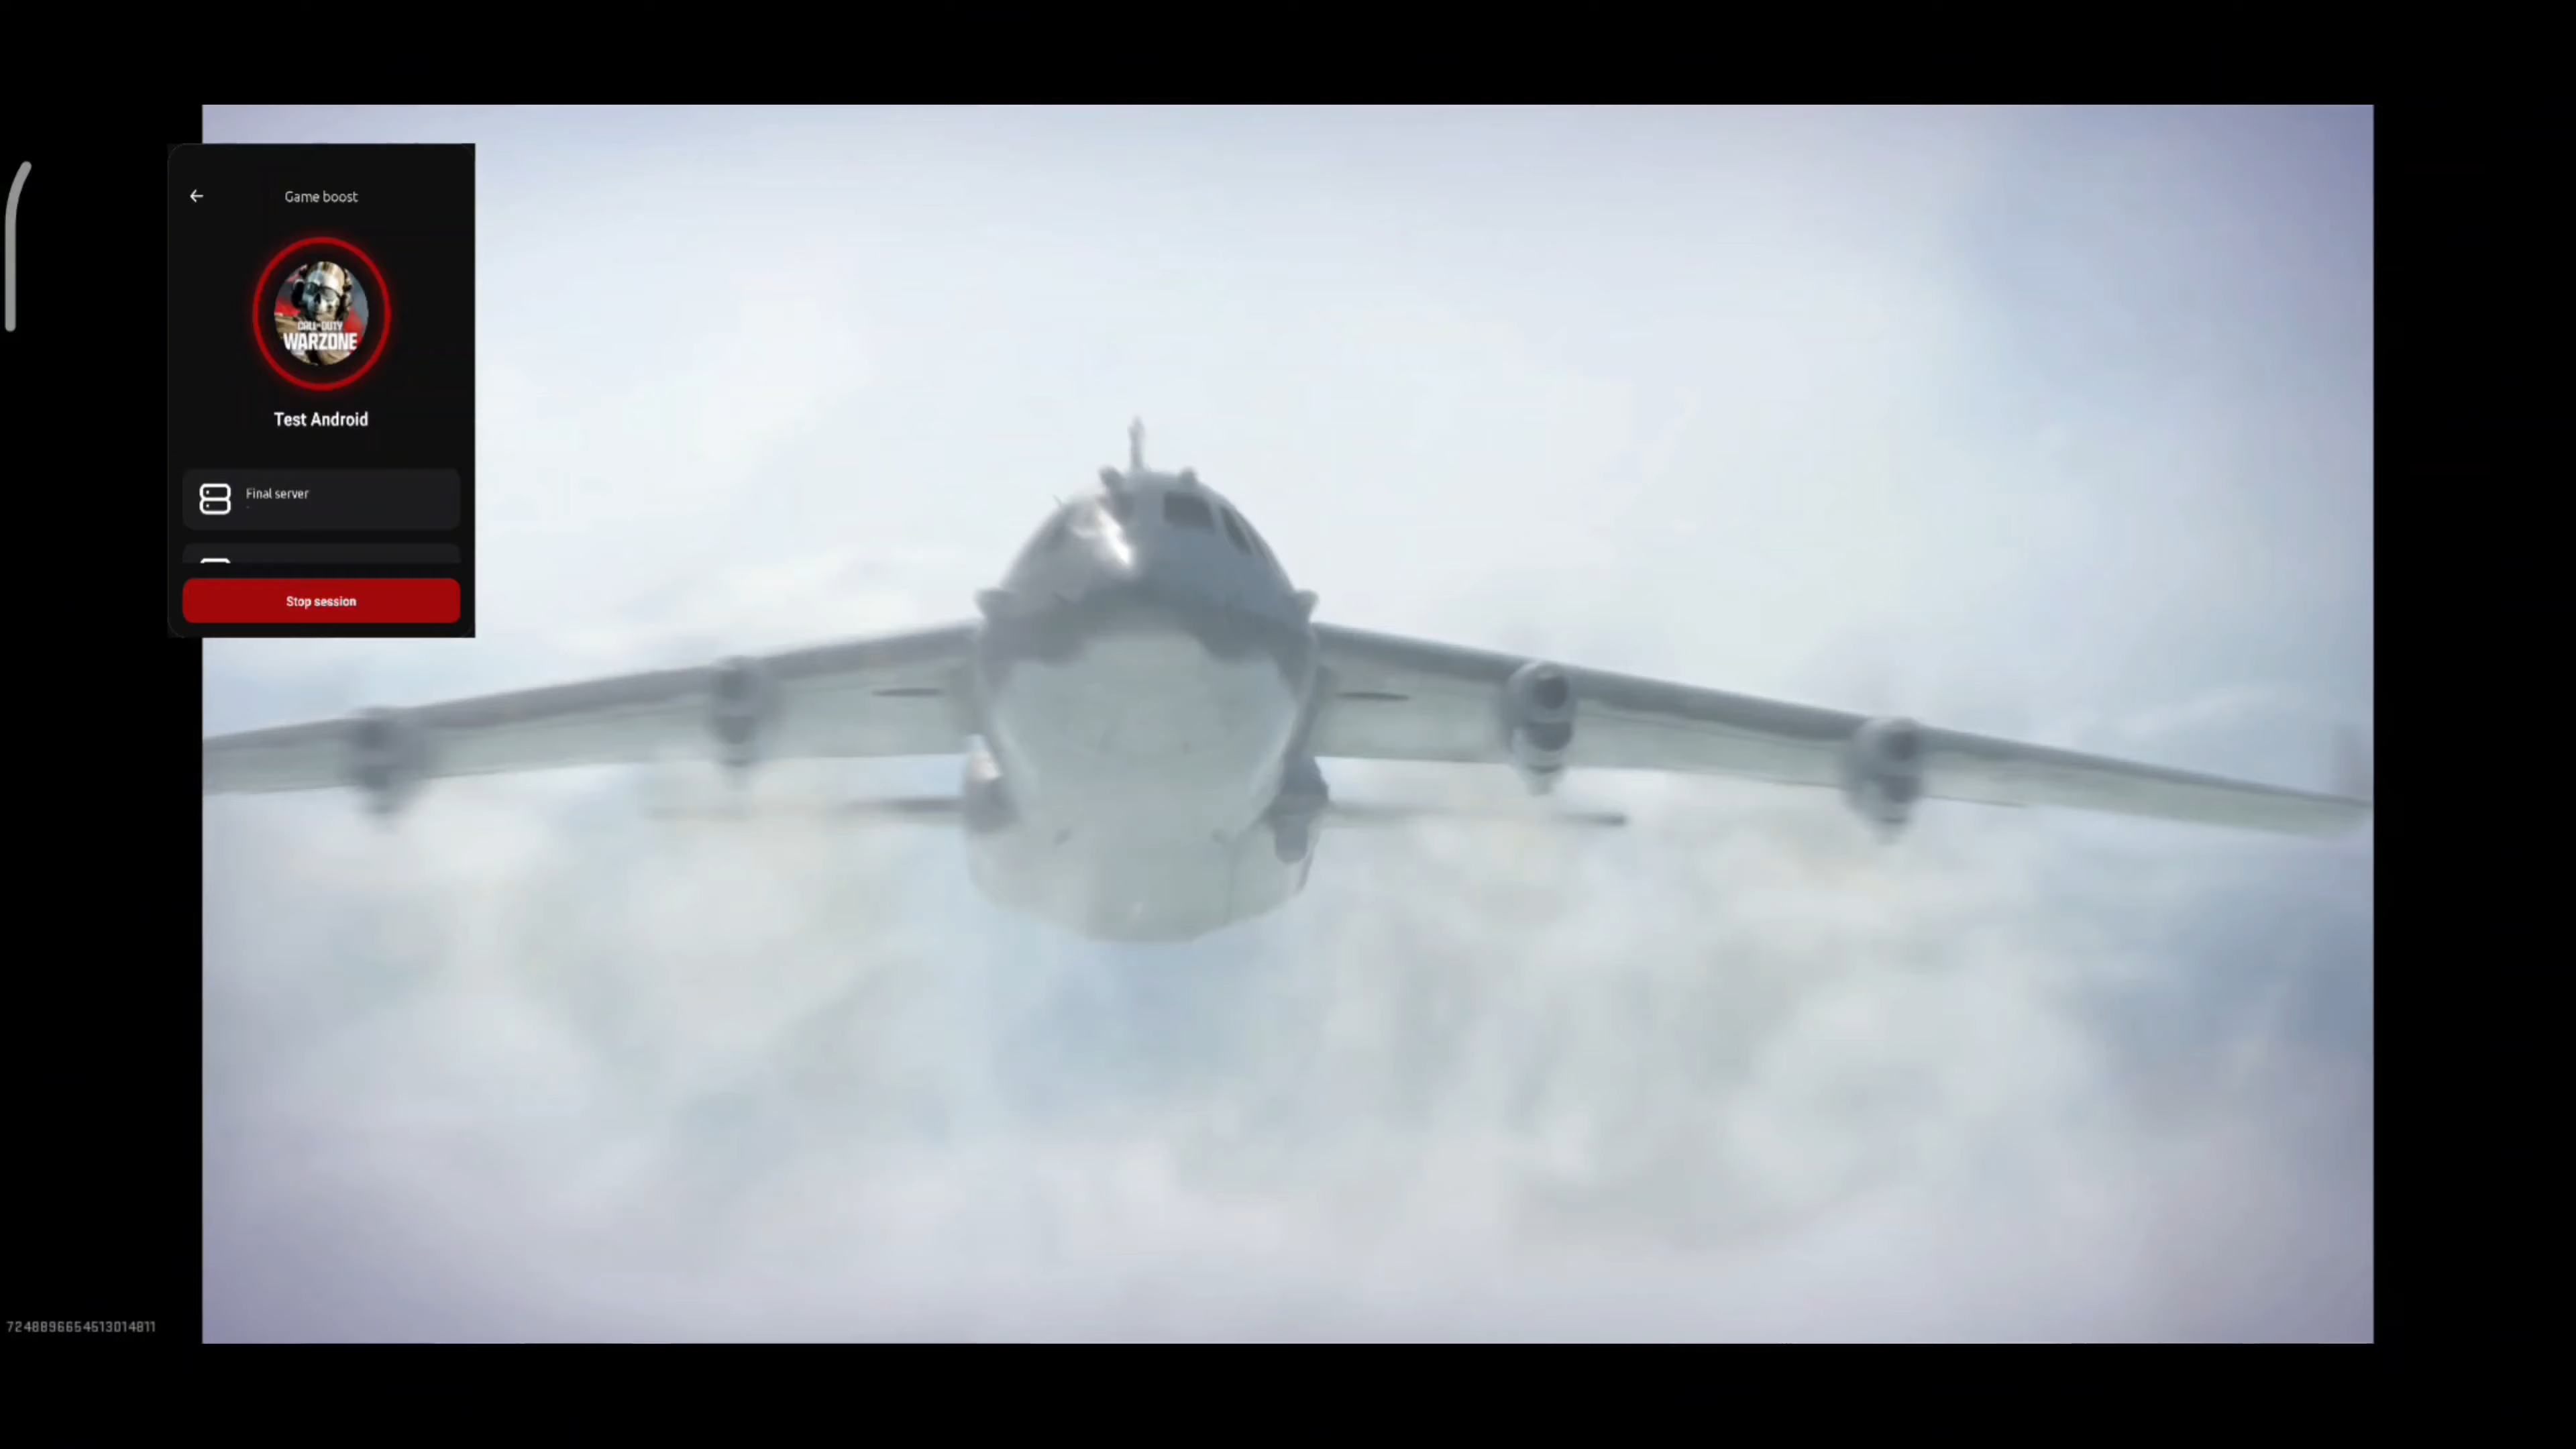 Game boost
CALL OF DUTY
WARZONE
Test Android
Final server
-
Stop session
7248896654513014811